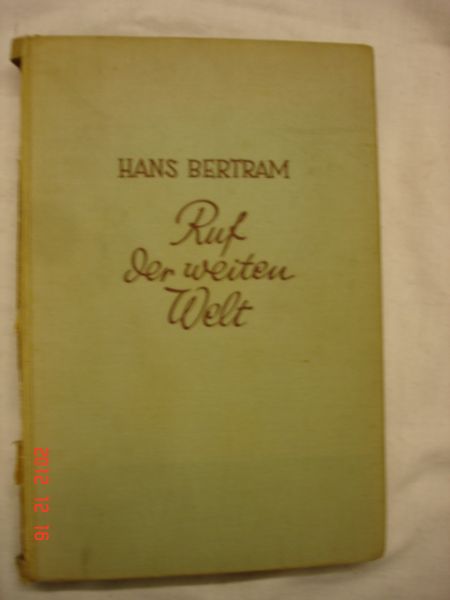 HANS BERTRAM
Ruf
der weiten
Welt
2012 12 16